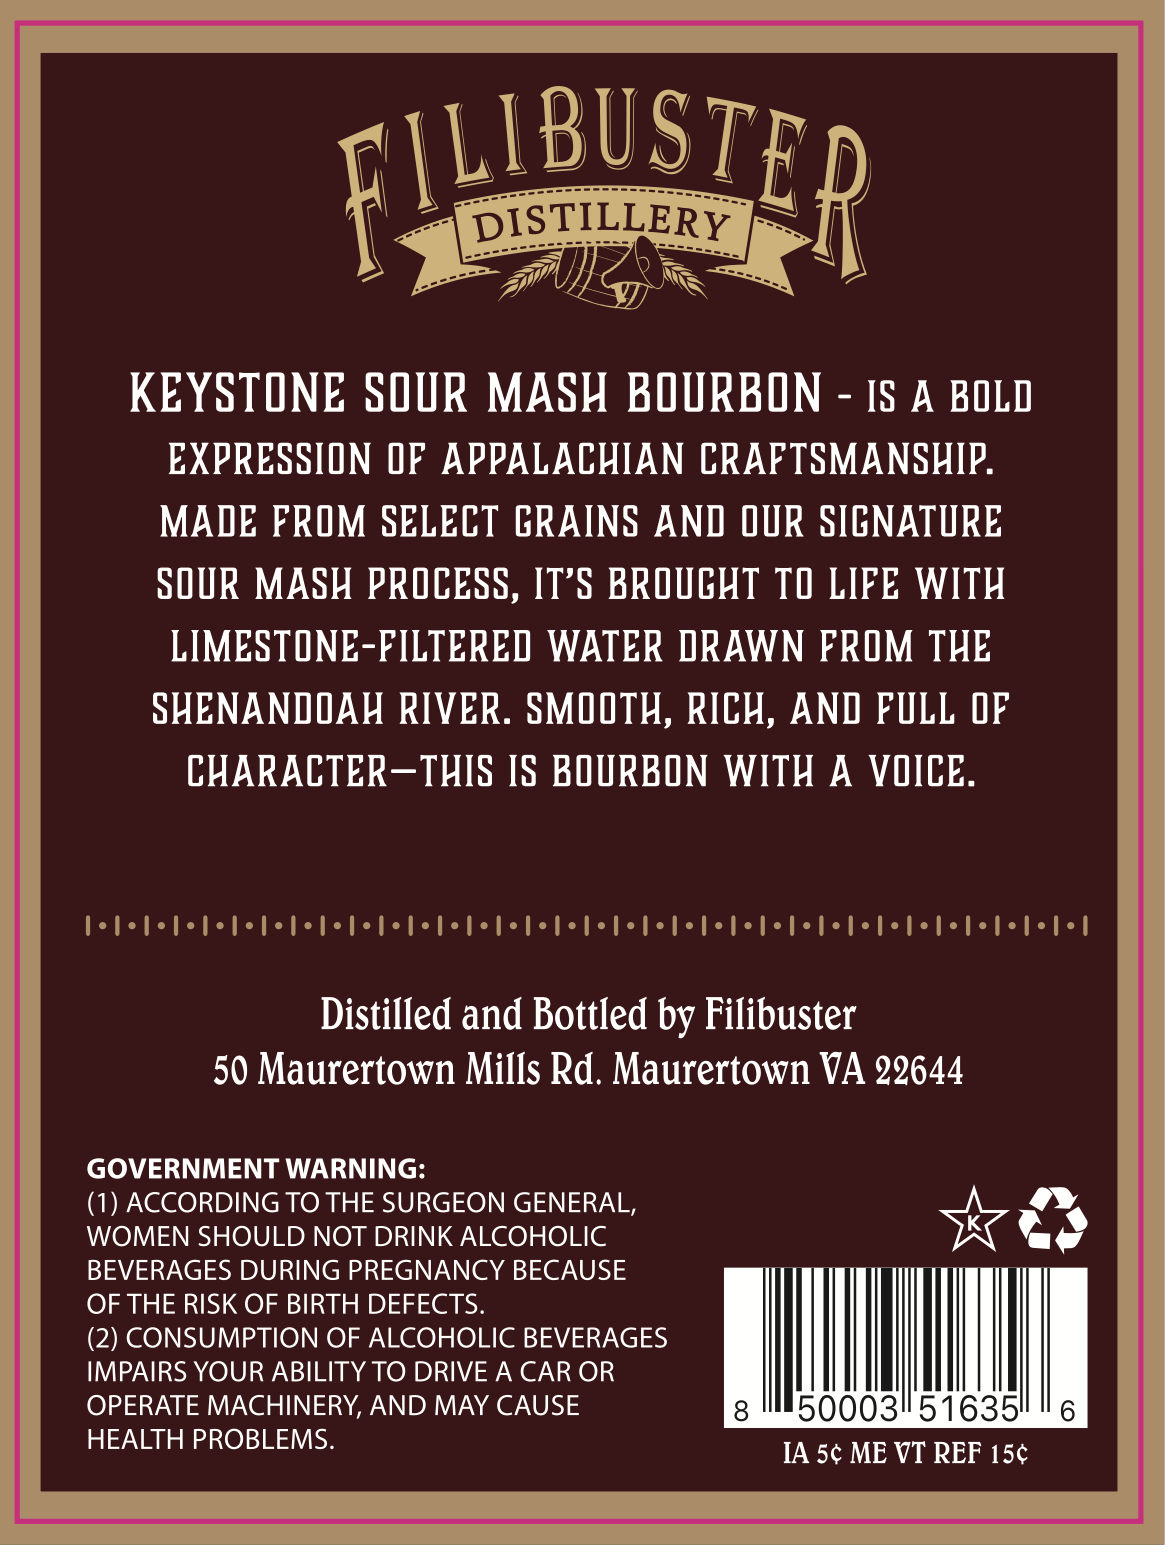 FILIBUSTER
DISTILLERY
KEYSTONE SOUR MASH BOURBON - IS A BOLD
EXPRESSION OF APPALACHIAN CRAFTSMANSHIP.
MADE FROM SELECT GRAINS AND OUR SIGNATURE
SOUR MASH PROCESS, IT'S BROUGHT TO LIFE WITH
LIMESTONE-FILTERED WATER DRAWN FROM THE
SHENANDOAH RIVER. SMOOTH, RICH, AND FULL OF
CHARACTER—THIS IS BOURBON WITH A VOICE.
Distilled and Bottled by Filibuster
50 Maurertown Mills Rd. Maurertown VA 22644
GOVERNMENT WARNING:
(1) ACCORDING TO THE SURGEON GENERAL,
WOMEN SHOULD NOT DRINK ALCOHOLIC
BEVERAGES DURING PREGNANCY BECAUSE
OF THE RISK OF BIRTH DEFECTS.
(2) CONSUMPTION OF ALCOHOLIC BEVERAGES
IMPAIRS YOUR ABILITY TO DRIVE A CAR OR
OPERATE MACHINERY, AND MAY CAUSE
HEALTH PROBLEMS.
K
8 50003 51635 6
IA 5¢ ME VT REF 15¢